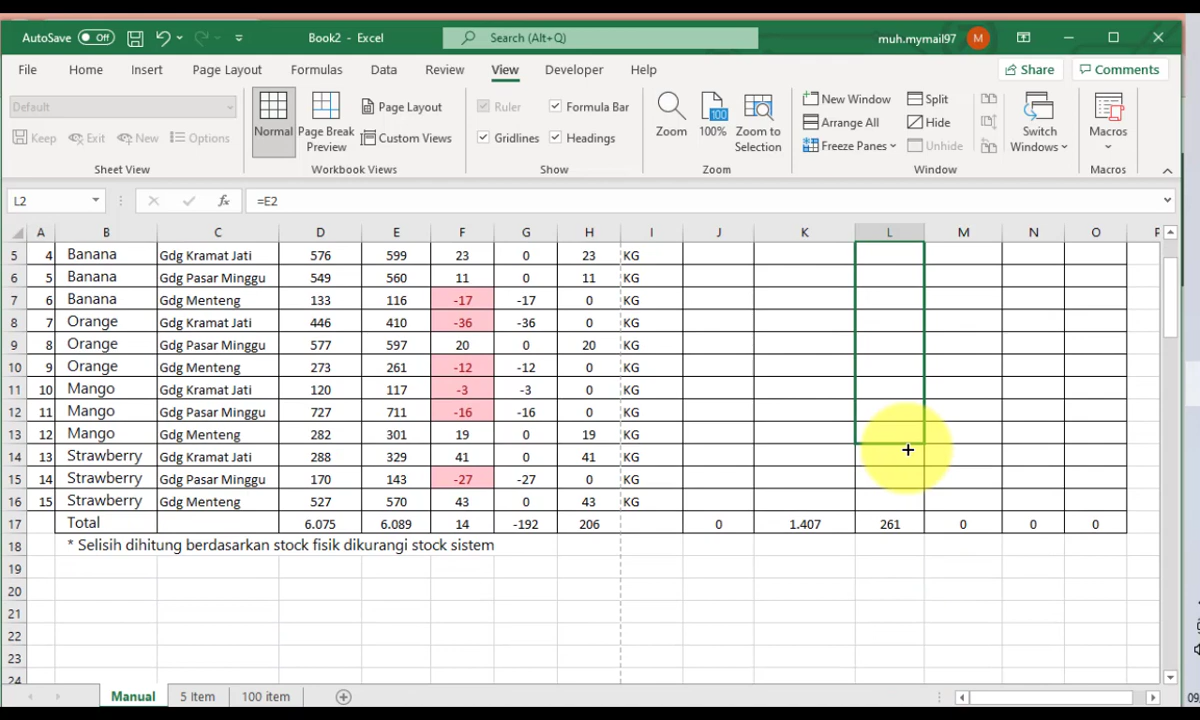 AutoSave Off Book2 - Excel Search (Alt+Q) muh.mymail97 M
File Home Insert Page Layout Formulas Data Review View Developer Help Share Comments
Default
Keep Exit New Options
Sheet View
Normal
Page Break Preview
Page Layout
Custom Views
Workbook Views
Ruler Formula Bar
Gridlines Headings
Show
Zoom
100
100%
Zoom to Selection
Zoom
New Window
Arrange All
Freeze Panes
Split
Hide
Unhide
Switch Windows
Window
Macros
Macros
L2 fx =E2
A B C D E F G H I J K L M N O
5 4 Banana Gdg Kramat Jati 576 599 23 0 23 KG
6 5 Banana Gdg Pasar Minggu 549 560 11 0 11 KG
7 6 Banana Gdg Menteng 133 116 -17 -17 0 KG
8 7 Orange Gdg Kramat Jati 446 410 -36 -36 0 KG
9 8 Orange Gdg Pasar Minggu 577 597 20 0 20 KG
10 9 Orange Gdg Menteng 273 261 -12 -12 0 KG
11 10 Mango Gdg Kramat Jati 120 117 -3 -3 0 KG
12 11 Mango Gdg Pasar Minggu 727 711 -16 -16 0 KG
13 12 Mango Gdg Menteng 282 301 19 0 19 KG
14 13 Strawberry Gdg Kramat Jati 288 329 41 0 41 KG
15 14 Strawberry Gdg Pasar Minggu 170 143 -27 -27 0 KG
16 15 Strawberry Gdg Menteng 527 570 43 0 43 KG
17 Total 6.075 6.089 14 -192 206 0 1.407 261 0 0 0
18 * Selisih dihitung berdasarkan stock fisik dikurangi stock sistem
19
20
21
22
23
24
Manual 5 Item 100 item